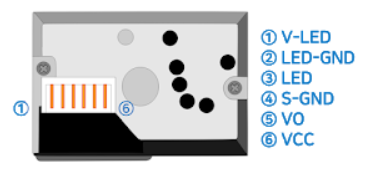 ① V-LED
② LED-GND
③ LED
④ S-GND
⑤ VO
⑥ VCC
① ⑥